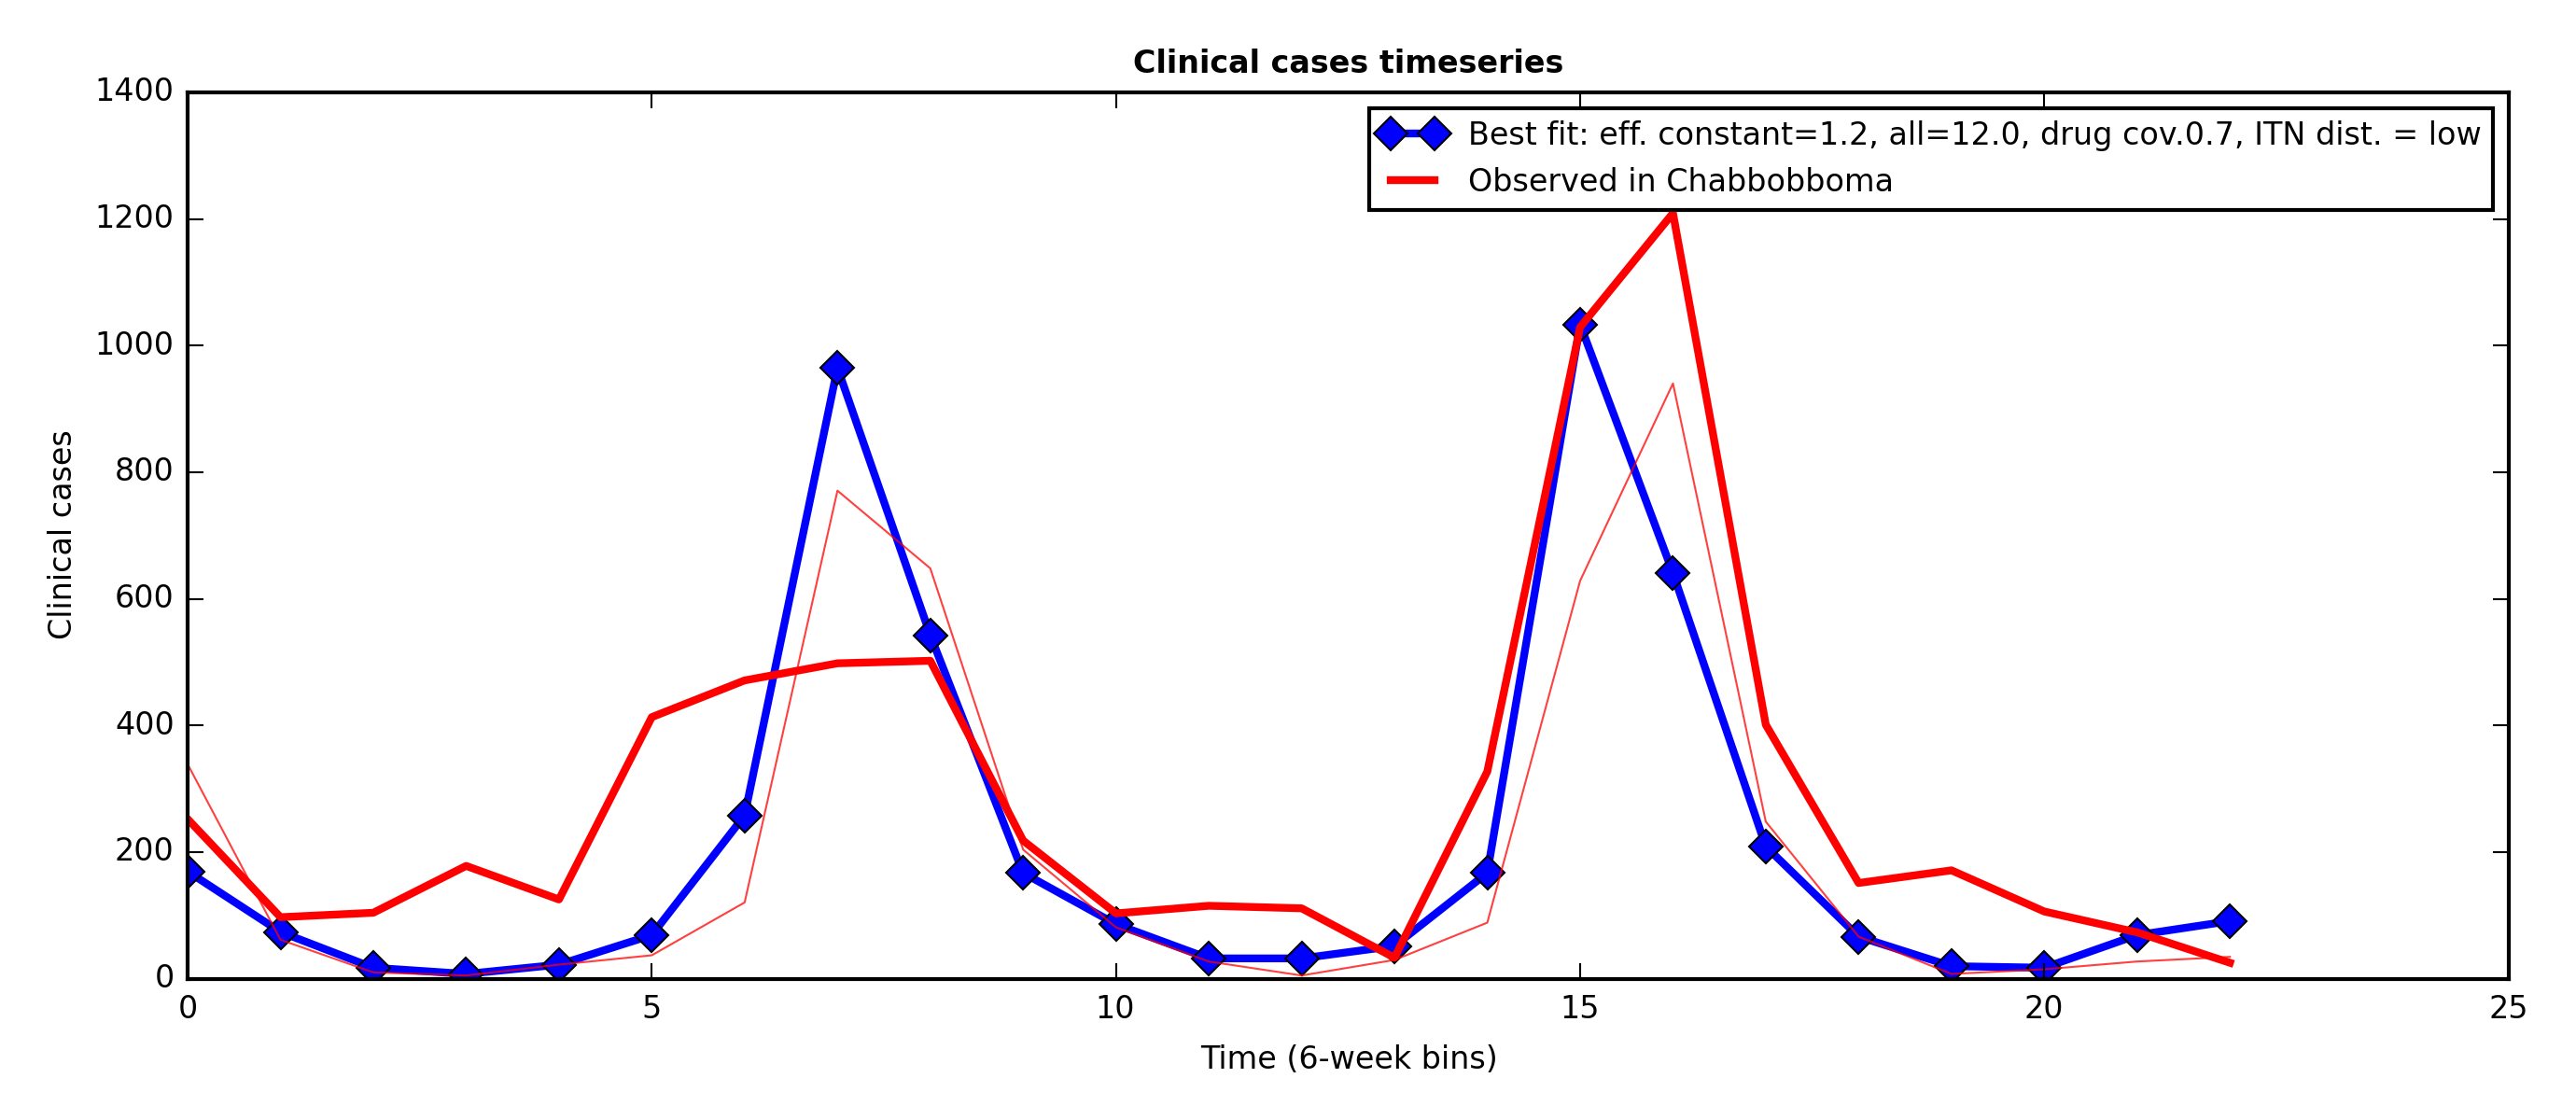 Clinical cases timeseries
1400
1200
1000
800
600
400
200
0
Clinical cases
Best fit: eff. constant=1.2, all=12.0, drug cov.0.7, ITN dist. = low
Observed in Chabbobboma
0 5 10 15 20 25
Time (6-week bins)